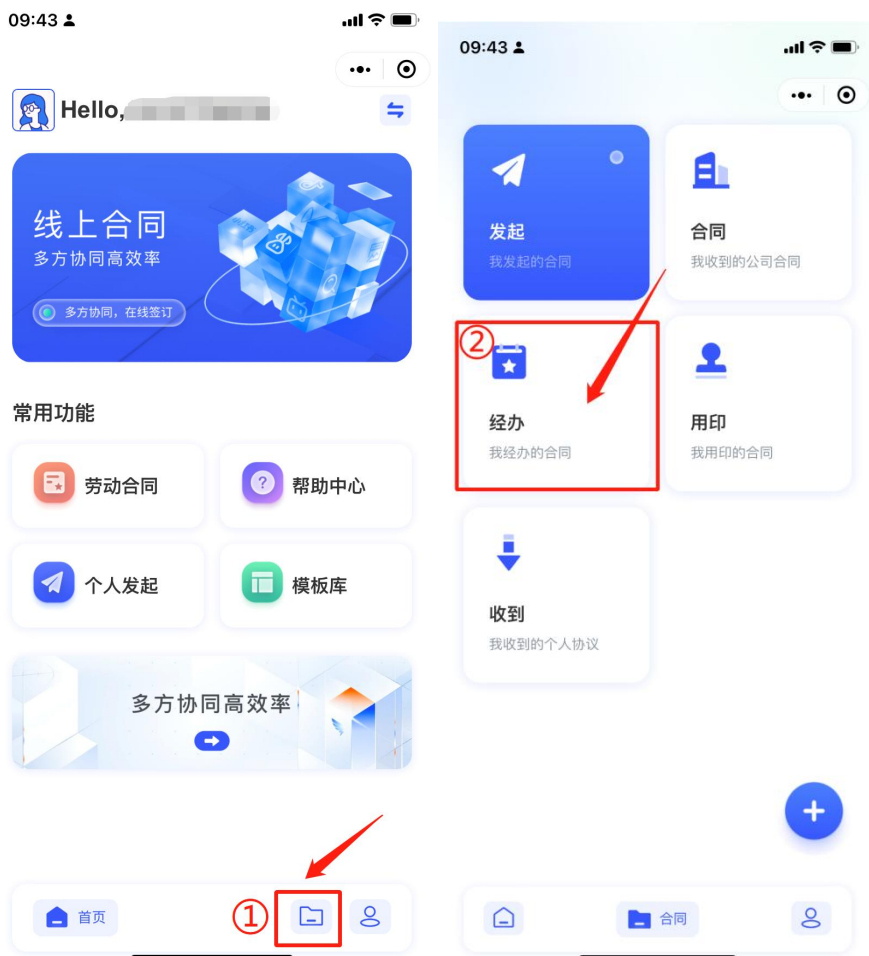 09:43
Hello,
线上合同
多方协同高效率
多方协同，在线签订
常用功能
劳动合同
帮助中心
个人发起
模板库
多方协同高效率
首页
①
09:43
发起
我发起的合同
合同
我收到的公司合同
②
经办
我经办的合同
用印
我用印的合同
收到
我收到的个人协议
合同